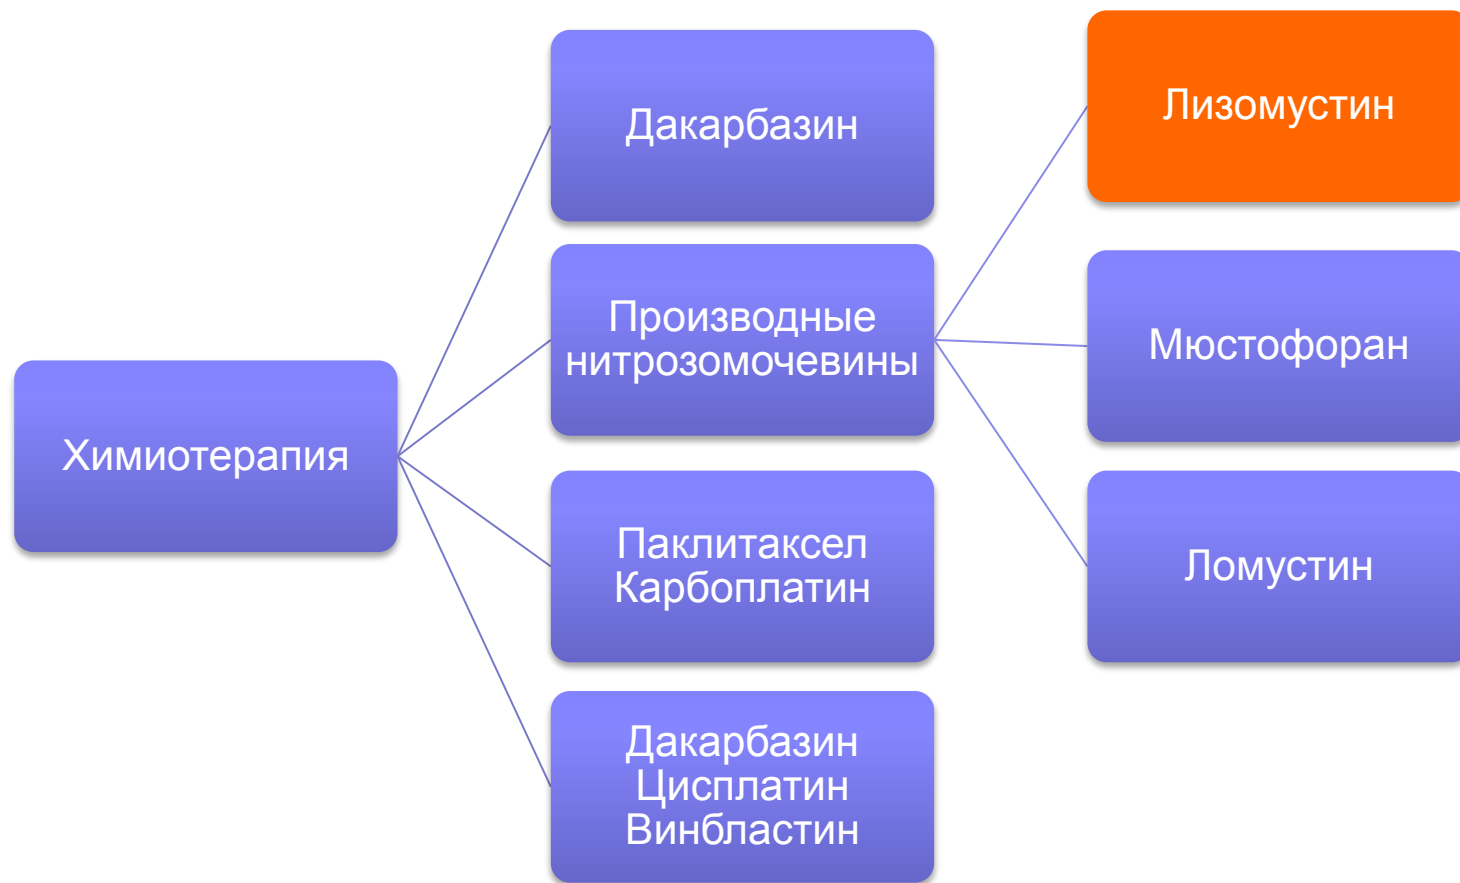 Химиотерапия
Дакарбазин
Производные
нитрозомочевины
Паклитаксел
Карбоплатин
Дакарбазин
Цисплатин
Винбластин
Лизомустин
Мюстофоран
Ломустин